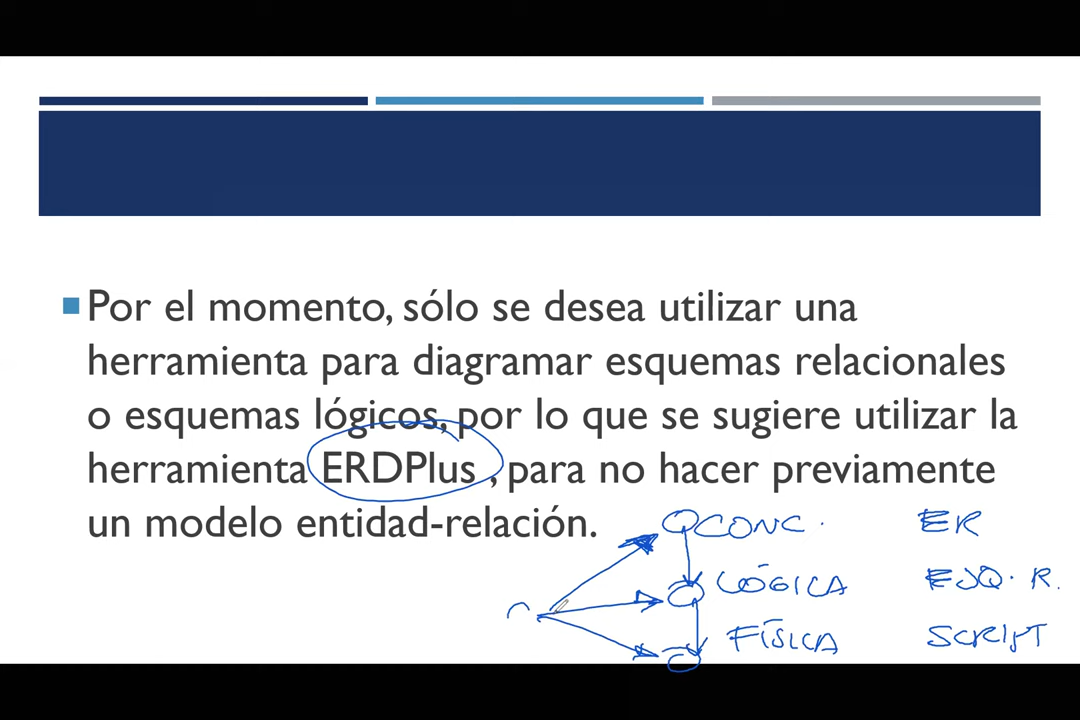 Por el momento, sólo se desea utilizar una
herramienta para diagramar esquemas relacionales
o esquemas lógicos, por lo que se sugiere utilizar la
herramienta ERDPlus , para no hacer previamente
un modelo entidad-relación.
CONC. ER
LÓGICA ESQ. R.
FÍSICA SCRIPT